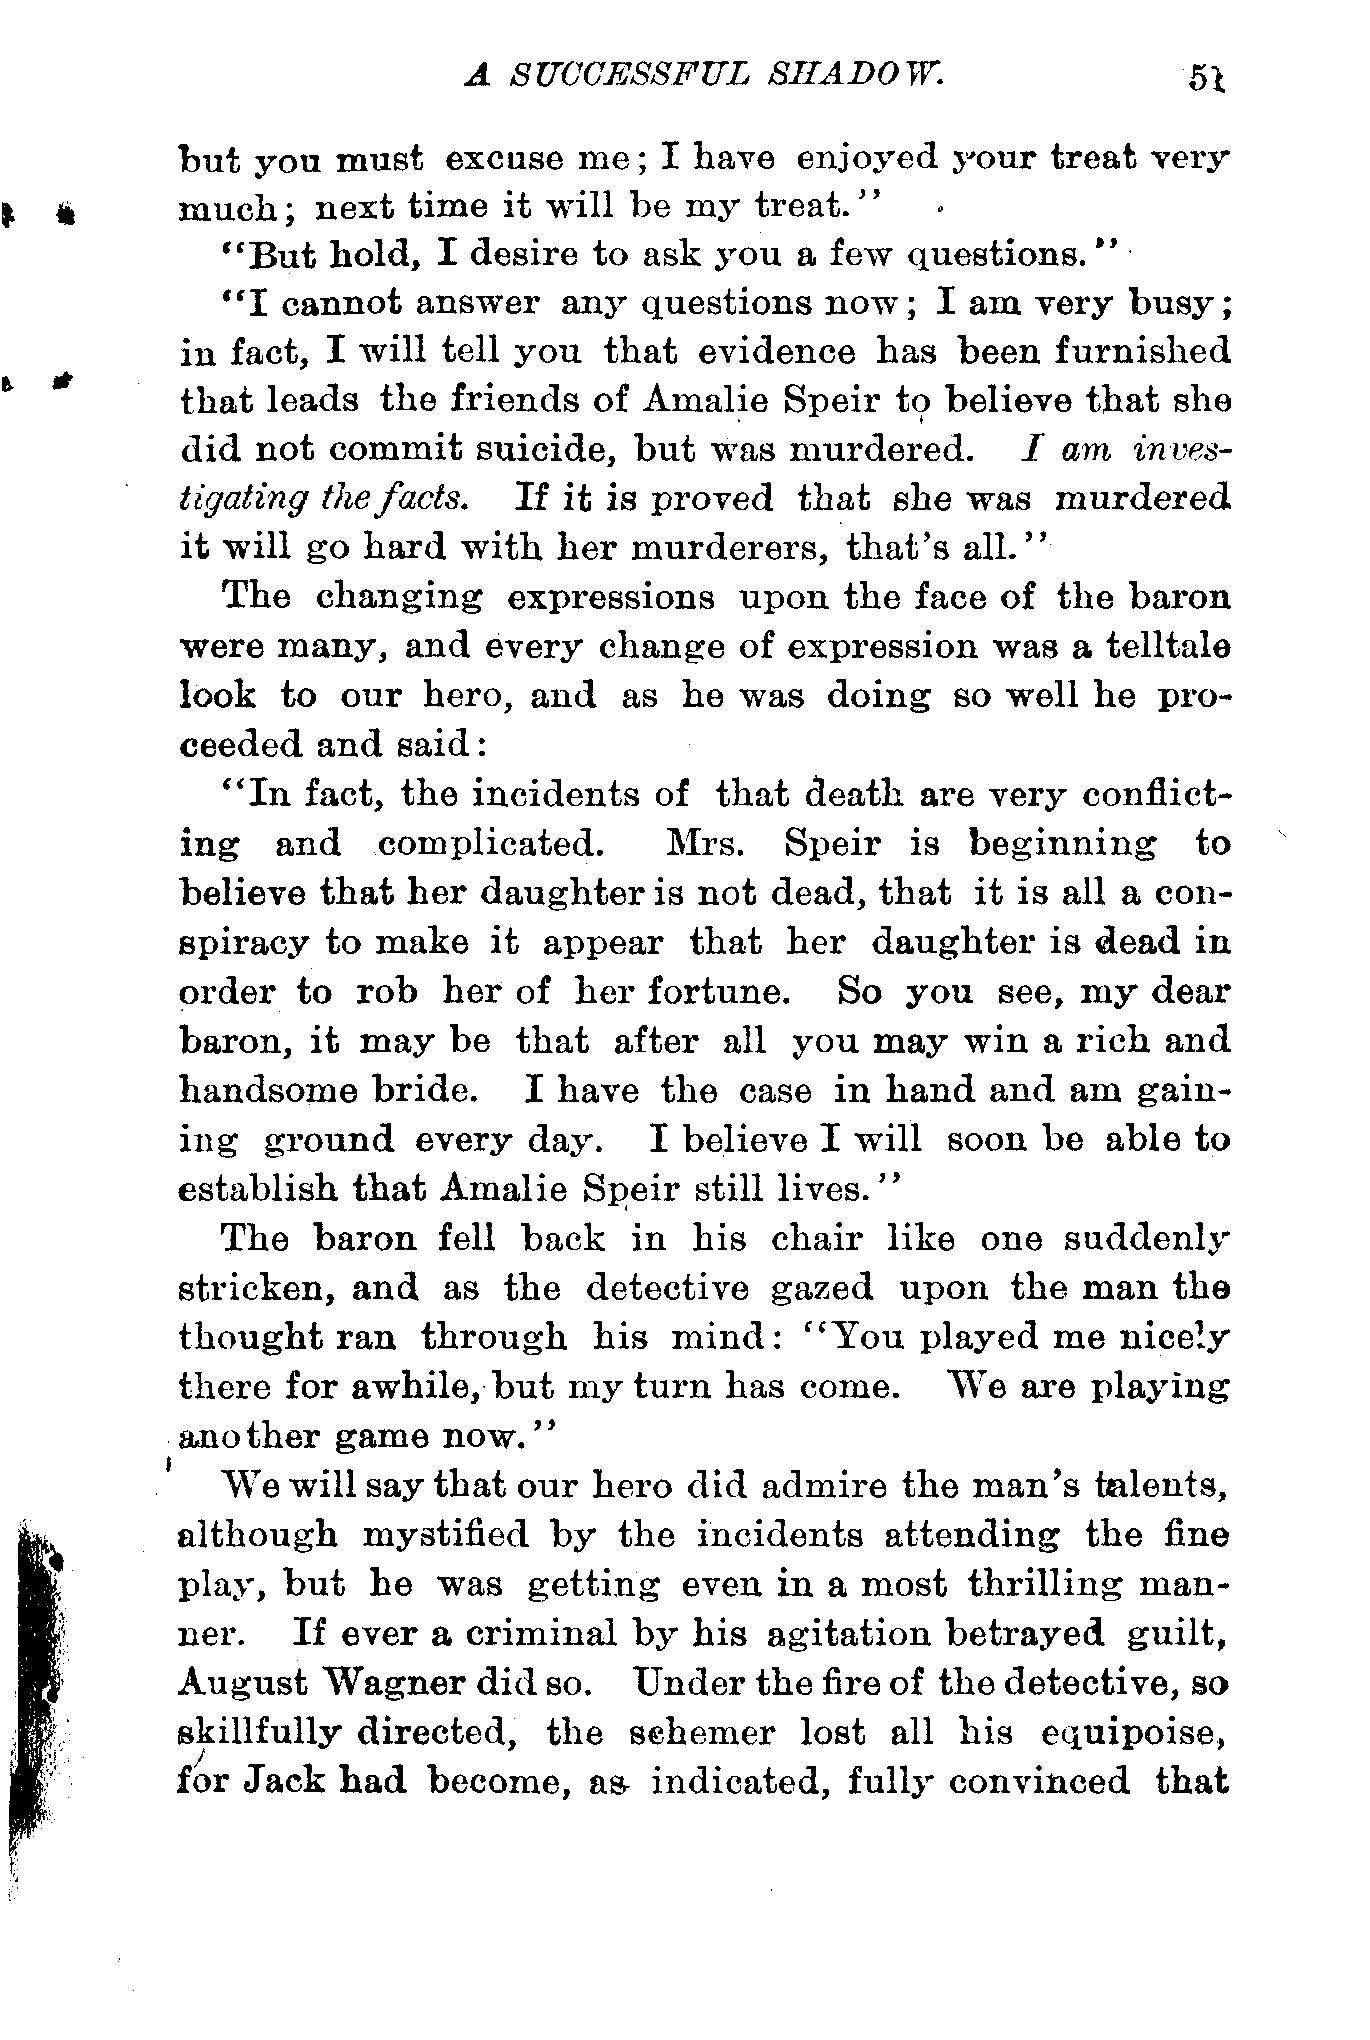 A SUCCESSFUL SHADOW. 51
but you must excuse me; I have enjoyed your treat very
much; next time it will be my treat."
"But hold, I desire to ask you a few questions."
"I cannot answer any questions now; I am very busy;
in fact, I will tell you that evidence has been furnished
that leads the friends of Amalie Speir to believe that she
did not commit suicide, but was murdered. I am inves-
tigating the facts. If it is proved that she was murdered
it will go hard with her murderers, that's all."
The changing expressions upon the face of the baron
were many, and every change of expression was a telltale
look to our hero, and as he was doing so well he pro-
ceeded and said:
"In fact, the incidents of that death are very conflict-
ing and complicated. Mrs. Speir is beginning to
believe that her daughter is not dead, that it is all a con-
spiracy to make it appear that her daughter is dead in
order to rob her of her fortune. So you see, my dear
baron, it may be that after all you may win a rich and
handsome bride. I have the case in hand and am gain-
ing ground every day. I believe I will soon be able to
establish that Amalie Speir still lives."
The baron fell back in his chair like one suddenly
stricken, and as the detective gazed upon the man the
thought ran through his mind: "You played me nicely
there for awhile, but my turn has come. We are playing
another game now."
We will say that our hero did admire the man's talents,
although mystified by the incidents attending the fine
play, but he was getting even in a most thrilling man-
ner. If ever a criminal by his agitation betrayed guilt,
August Wagner did so. Under the fire of the detective, so
skillfully directed, the schemer lost all his equipoise,
for Jack had become, as indicated, fully convinced that